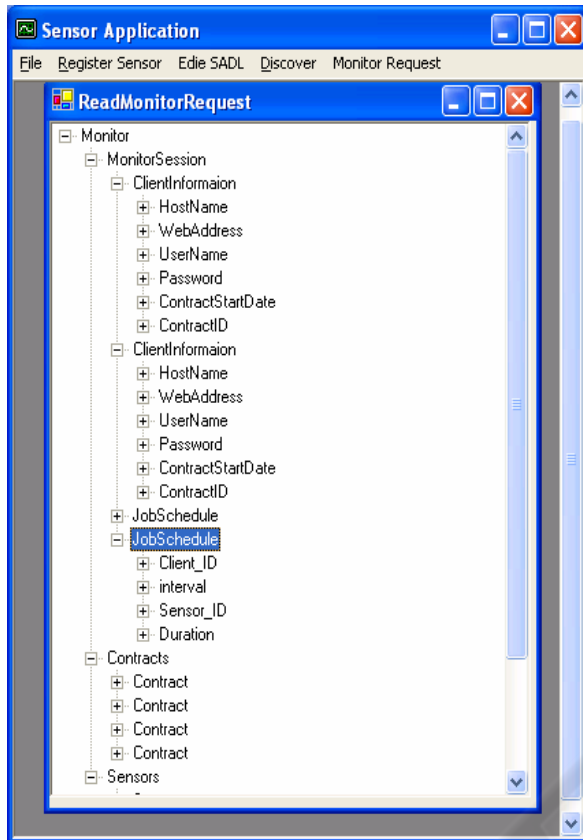 Sensor Application
File Register Sensor Edie SADL Discover Monitor Request
ReadMonitorRequest
Monitor
MonitorSession
ClientInformaion
HostName
WebAddress
UserName
Password
ContractStartDate
ContractID
ClientInformaion
HostName
WebAddress
UserName
Password
ContractStartDate
ContractID
JobSchedule
JobSchedule
Client_ID
interval
Sensor_ID
Duration
Contracts
Contract
Contract
Contract
Contract
Sensors